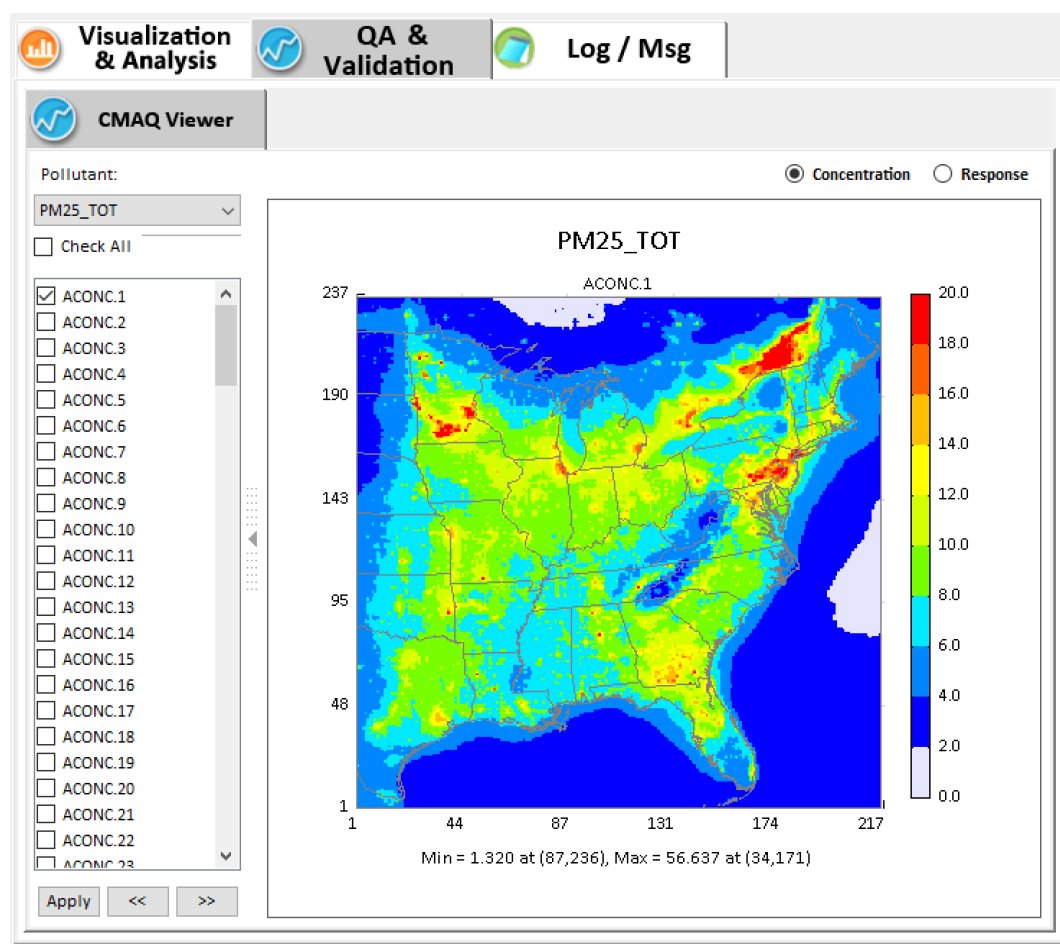 Visualization
& Analysis
QA &
Validation
Log / Msg
CMAQ Viewer
Pollutant:
Concentration
Response
PM25_TOT
Check All
ACONC.1
ACONC.2
ACONC.3
ACONC.4
ACONC.5
ACONC.6
ACONC.7
ACONC.8
ACONC.9
ACONC.10
ACONC.11
ACONC.12
ACONC.13
ACONC.14
ACONC.15
ACONC.16
ACONC.17
ACONC.18
ACONC.19
ACONC.20
ACONC.21
ACONC.22
ACONC.23
Apply
<<
>>
PM25_TOT
ACONC.1
237
190
143
95
48
1
1 44 87 131 174 217
20.0
18.0
16.0
14.0
12.0
10.0
8.0
6.0
4.0
2.0
0.0
Min = 1.320 at (87,236), Max = 56.637 at (34,171)